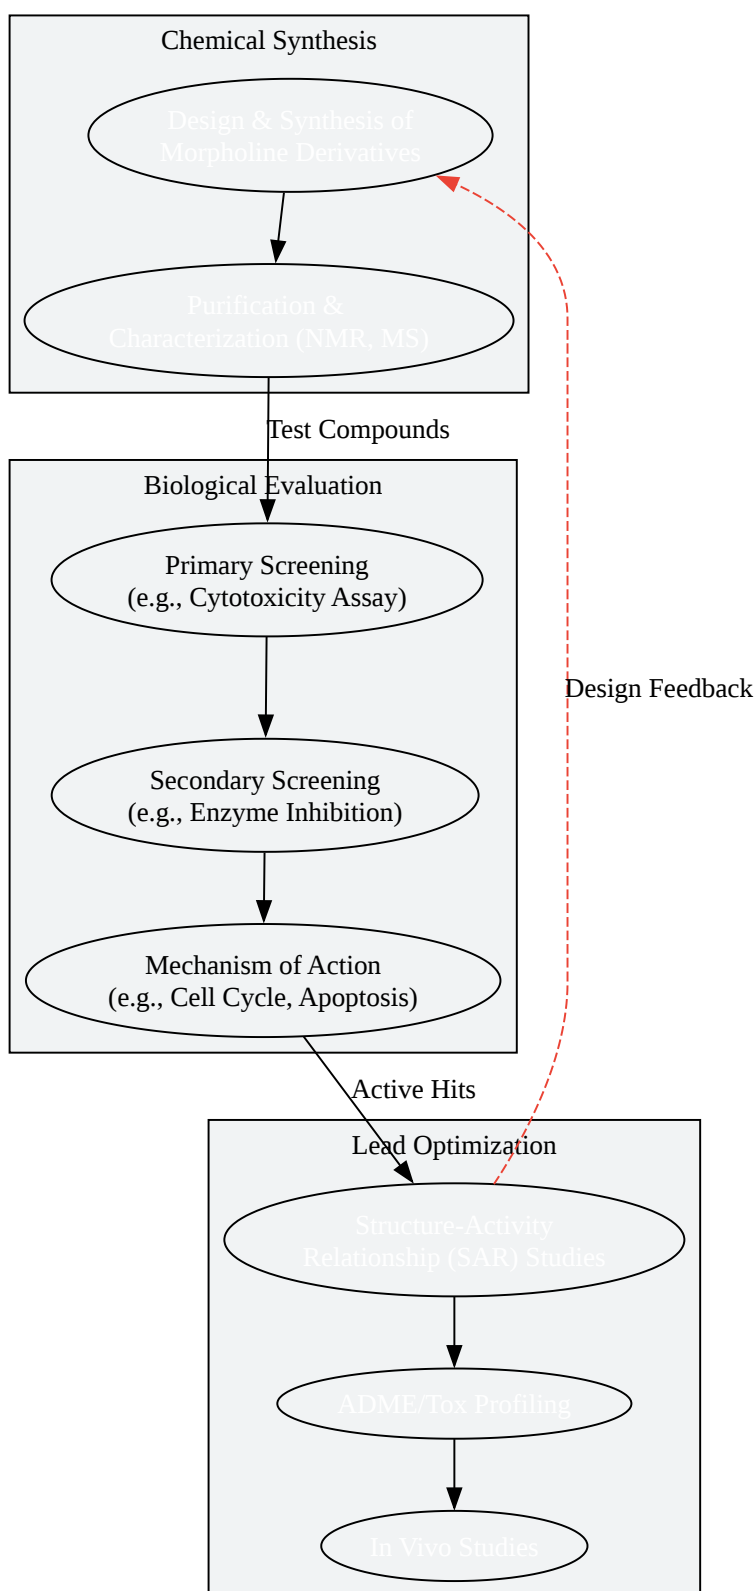 Chemical Synthesis
Design & Synthesis of
Morpholine Derivatives
Purification &
Characterization (NMR, MS)
Test Compounds
Biological Evaluation
Primary Screening
(e.g., Cytotoxicity Assay)
Design Feedback
Secondary Screening
(e.g., Enzyme Inhibition)
Mechanism of Action
(e.g., Cell Cycle, Apoptosis)
Active Hits
Lead Optimization
Structure-Activity
Relationship (SAR) Studies
ADME/Tox Profiling
In Vivo Studies